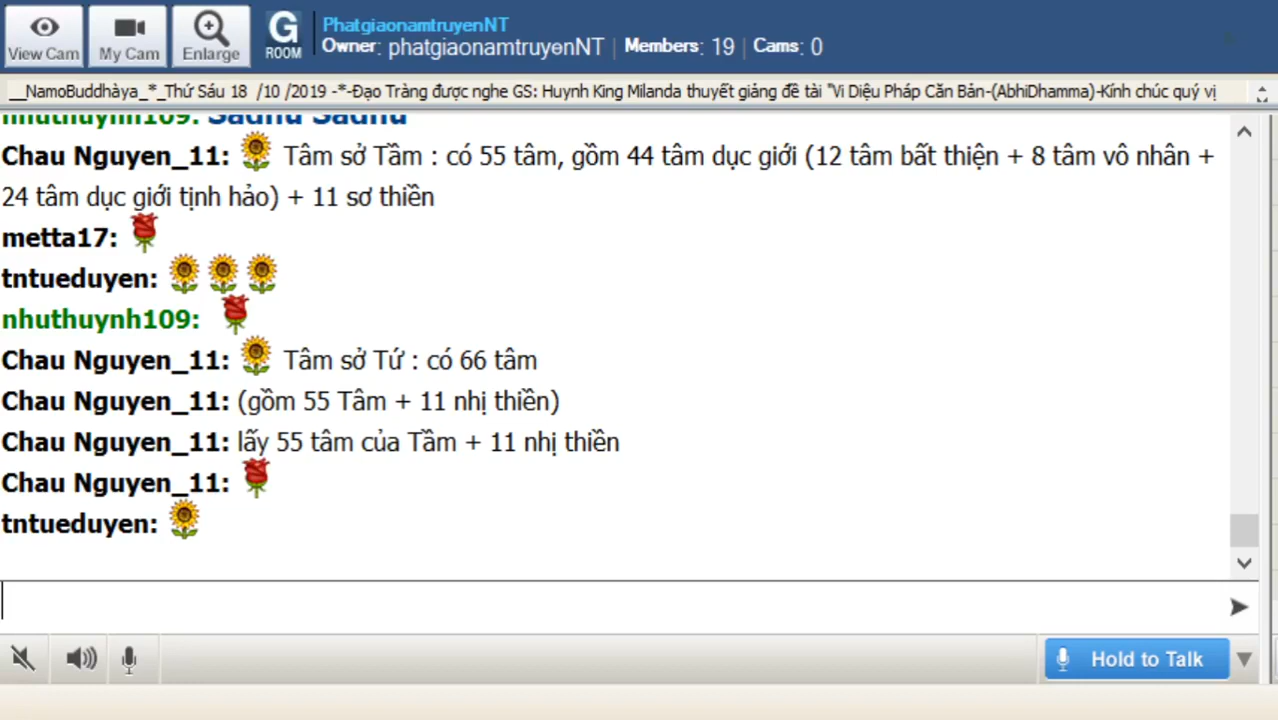 PhatgiaonamtruyenNT
View Cam My Cam Enlarge G ROOM Owner: phatgiaonamtruyenNT | Members: 19 | Cams: 0
__NamoBuddhàya_*_Thứ Sáu 18 /10 /2019 -*-Đạo Tràng được nghe GS: Huynh King Milanda thuyết giảng đề tài "Vi Diệu Pháp Căn Bản-(AbhiDhamma)-Kính chúc quý vị
nhuthuynh109: Sadhu Sadhu
Chau Nguyen_11: Tâm sở Tầm : có 55 tâm, gồm 44 tâm dục giới (12 tâm bất thiện + 8 tâm vô nhân +
24 tâm dục giới tịnh hảo) + 11 sơ thiền
metta17:
tntueduyen:
nhuthuynh109:
Chau Nguyen_11: Tâm sở Tứ : có 66 tâm
Chau Nguyen_11: (gồm 55 Tâm + 11 nhị thiền)
Chau Nguyen_11: lấy 55 tâm của Tầm + 11 nhị thiền
Chau Nguyen_11:
tntueduyen:
Hold to Talk